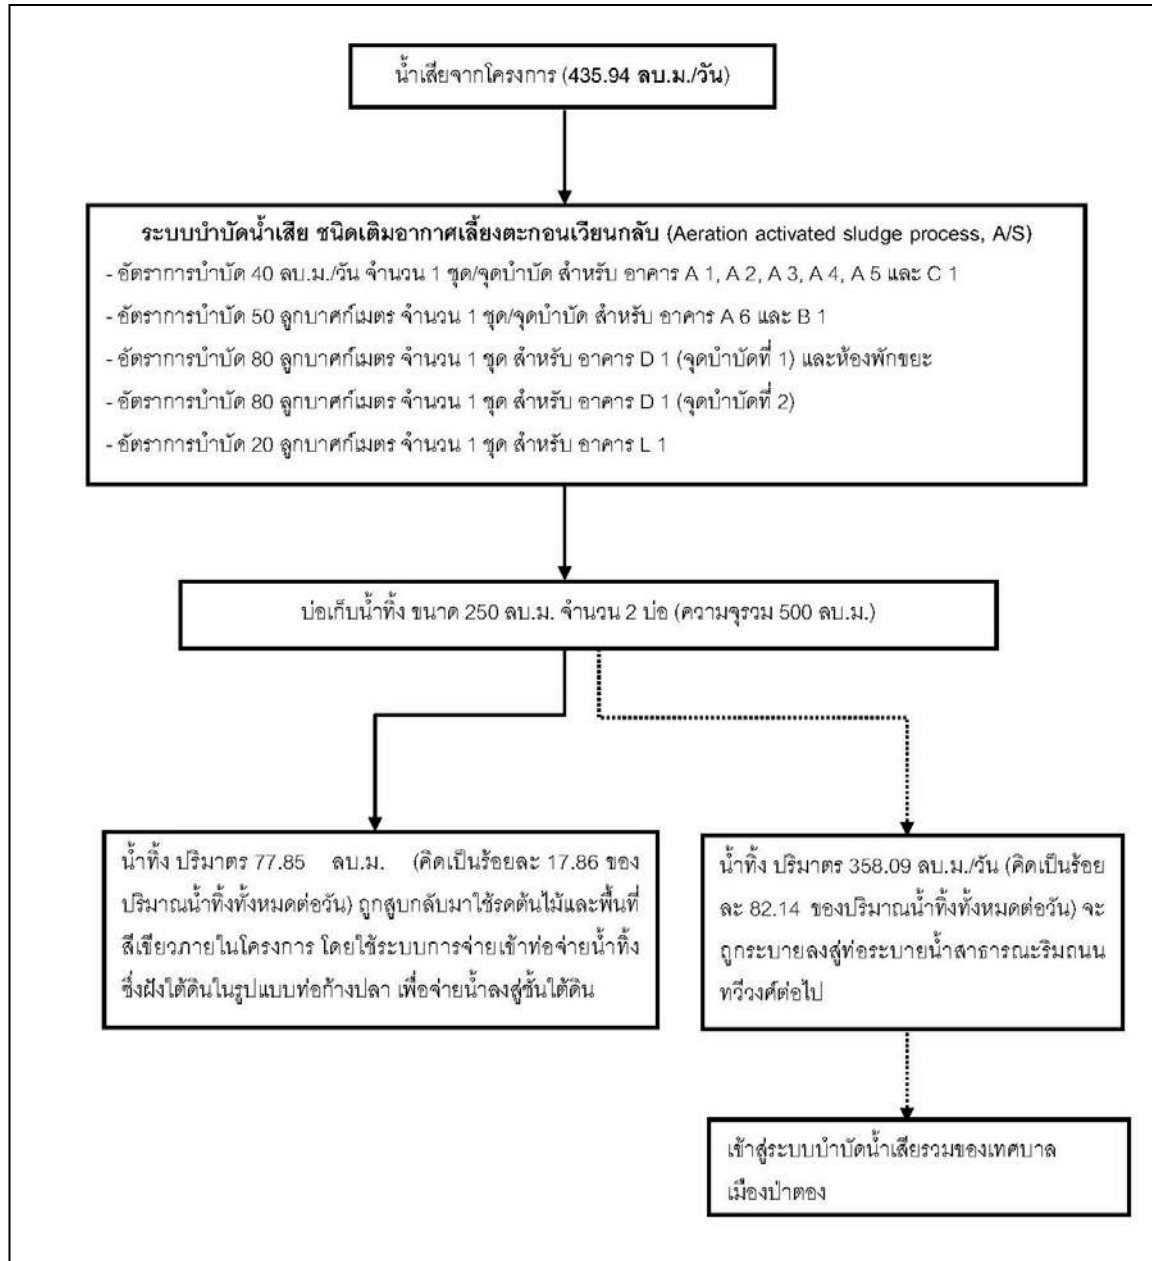 น้ำเสียจากโครงการ (435.94 ลบ.ม./วัน)
ระบบบำบัดน้ำเสีย ชนิดเติมอากาศเลี้ยงตะกอนเวียนกลับ (Aeration activated sludge process, A/S)
- อัตราการบำบัด 40 ลบ.ม./วัน จำนวน 1 ชุด/จุดบำบัด สำหรับ อาคาร A 1, A 2, A 3, A 4, A 5 และ C 1
- อัตราการบำบัด 50 ลูกบาศก์เมตร จำนวน 1 ชุด/จุดบำบัด สำหรับ อาคาร A 6 และ B 1
- อัตราการบำบัด 80 ลูกบาศก์เมตร จำนวน 1 ชุด สำหรับ อาคาร D 1 (จุดบำบัดที่ 1) และห้องพักขยะ
- อัตราการบำบัด 80 ลูกบาศก์เมตร จำนวน 1 ชุด สำหรับ อาคาร D 1 (จุดบำบัดที่ 2)
- อัตราการบำบัด 20 ลูกบาศก์เมตร จำนวน 1 ชุด สำหรับ อาคาร L 1
บ่อเก็บน้ำทิ้ง ขนาด 250 ลบ.ม. จำนวน 2 บ่อ (ความจุรวม 500 ลบ.ม.)
น้ำทิ้ง ปริมาตร 77.85 ลบ.ม. (คิดเป็นร้อยละ 17.86 ของ
ปริมาณน้ำทิ้งทั้งหมดต่อวัน) ถูกสูบกลับมาใช้รดต้นไม้และพื้นที่
สีเขียวภายในโครงการ โดยใช้ระบบการจ่ายเข้าท่อจ่ายน้ำทิ้ง
ซึ่งฝังใต้ดินในรูปแบบท่อก้างปลา เพื่อจ่ายน้ำลงสู่ชั้นใต้ดิน
น้ำทิ้ง ปริมาตร 358.09 ลบ.ม./วัน (คิดเป็นร้อย
ละ 82.14 ของปริมาณน้ำทิ้งทั้งหมดต่อวัน) จะ
ถูกระบายลงสู่ท่อระบายน้ำสาธารณะริมถนน
ทวีวงศ์ต่อไป
เข้าสู่ระบบบำบัดน้ำเสียรวมของเทศบาล
เมืองป่าตอง